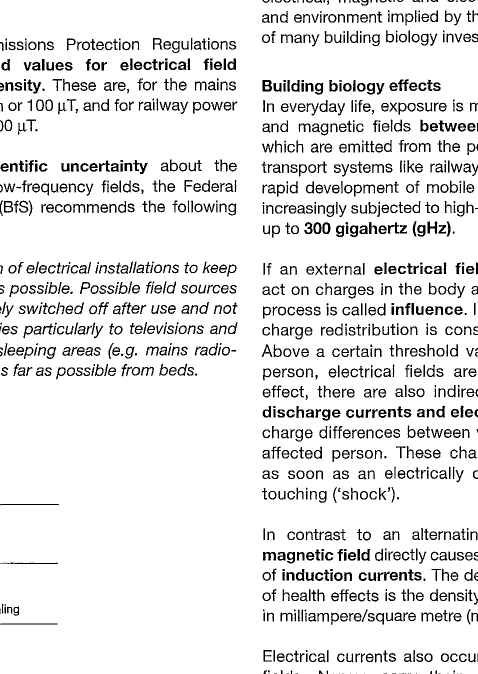 nissions Protection Regulations
d values for electrical field
ensity. These are, for the mains
n or 100 µT, and for railway power
00 µT.
entific uncertainty about the
ow-frequency fields, the Federal
(BfS) recommends the following
n of electrical installations to keep
s possible. Possible field sources
ely switched off after use and not
ies particularly to televisions and
sleeping areas (e.g. mains radio-
s far as possible from beds.
ling
and environment implied by th
of many building biology inves
Building biology effects
In everyday life, exposure is m
and magnetic fields between
which are emitted from the po
transport systems like railway
rapid development of mobile
increasingly subjected to high-
up to 300 gigahertz (gHz).
If an external electrical fiel
act on charges in the body a
process is called influence. I
charge redistribution is cons
Above a certain threshold va
person, electrical fields are
effect, there are also indirec
discharge currents and elec
charge differences between v
affected person. These cha
as soon as an electrically c
touching (‘shock’).
In contrast to an alternatin
magnetic field directly causes
of induction currents. The de
of health effects is the density
in milliampere/square metre (m
Electrical currents also occur